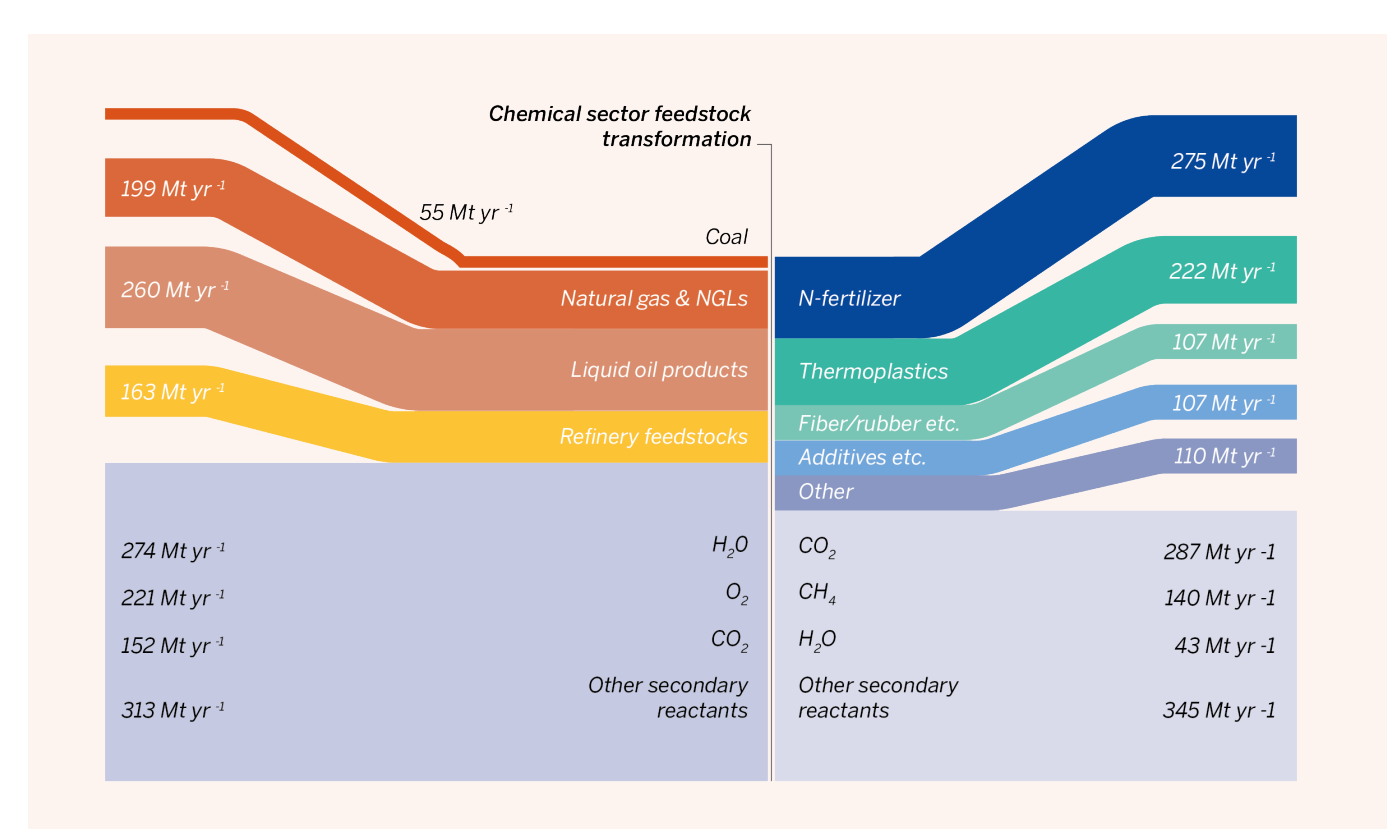 Chemical sector feedstock
transformation
275 Mt yr -1
199 Mt yr -1
55 Mt yr -1
Coal
222 Mt yr -1
260 Mt yr -1
Natural gas & NGLs
N-fertilizer
107 Mt yr -1
163 Mt yr -1
Liquid oil products
Thermoplastics
107 Mt yr -1
Refinery feedstocks
Fiber/rubber etc.
Additives etc.
110 Mt yr -1
Other
274 Mt yr -1
H2O
CO2
287 Mt yr -1
221 Mt yr -1
O2
CH4
140 Mt yr -1
152 Mt yr -1
CO2
H2O
43 Mt yr -1
313 Mt yr -1
Other secondary
reactants
Other secondary
reactants
345 Mt yr -1